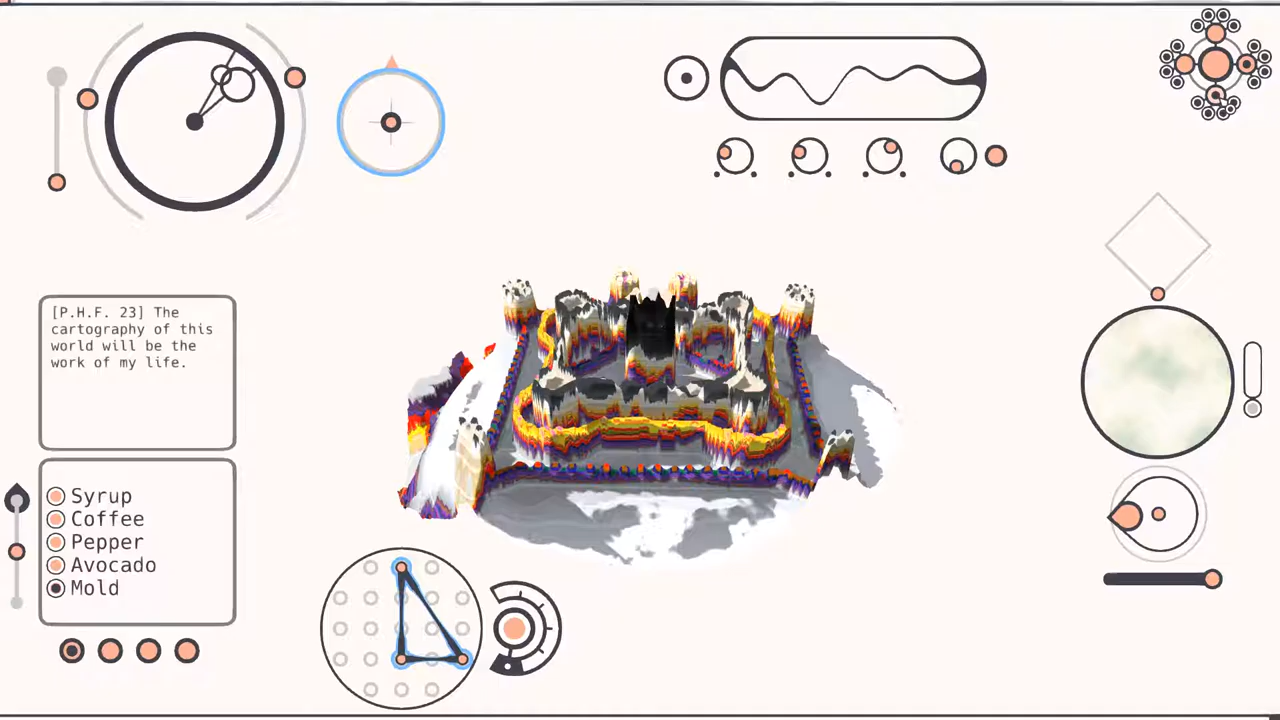 [P.H.F. 23] The
cartography of this
world will be the
work of my life.
Syrup
Coffee
Pepper
Avocado
Mold